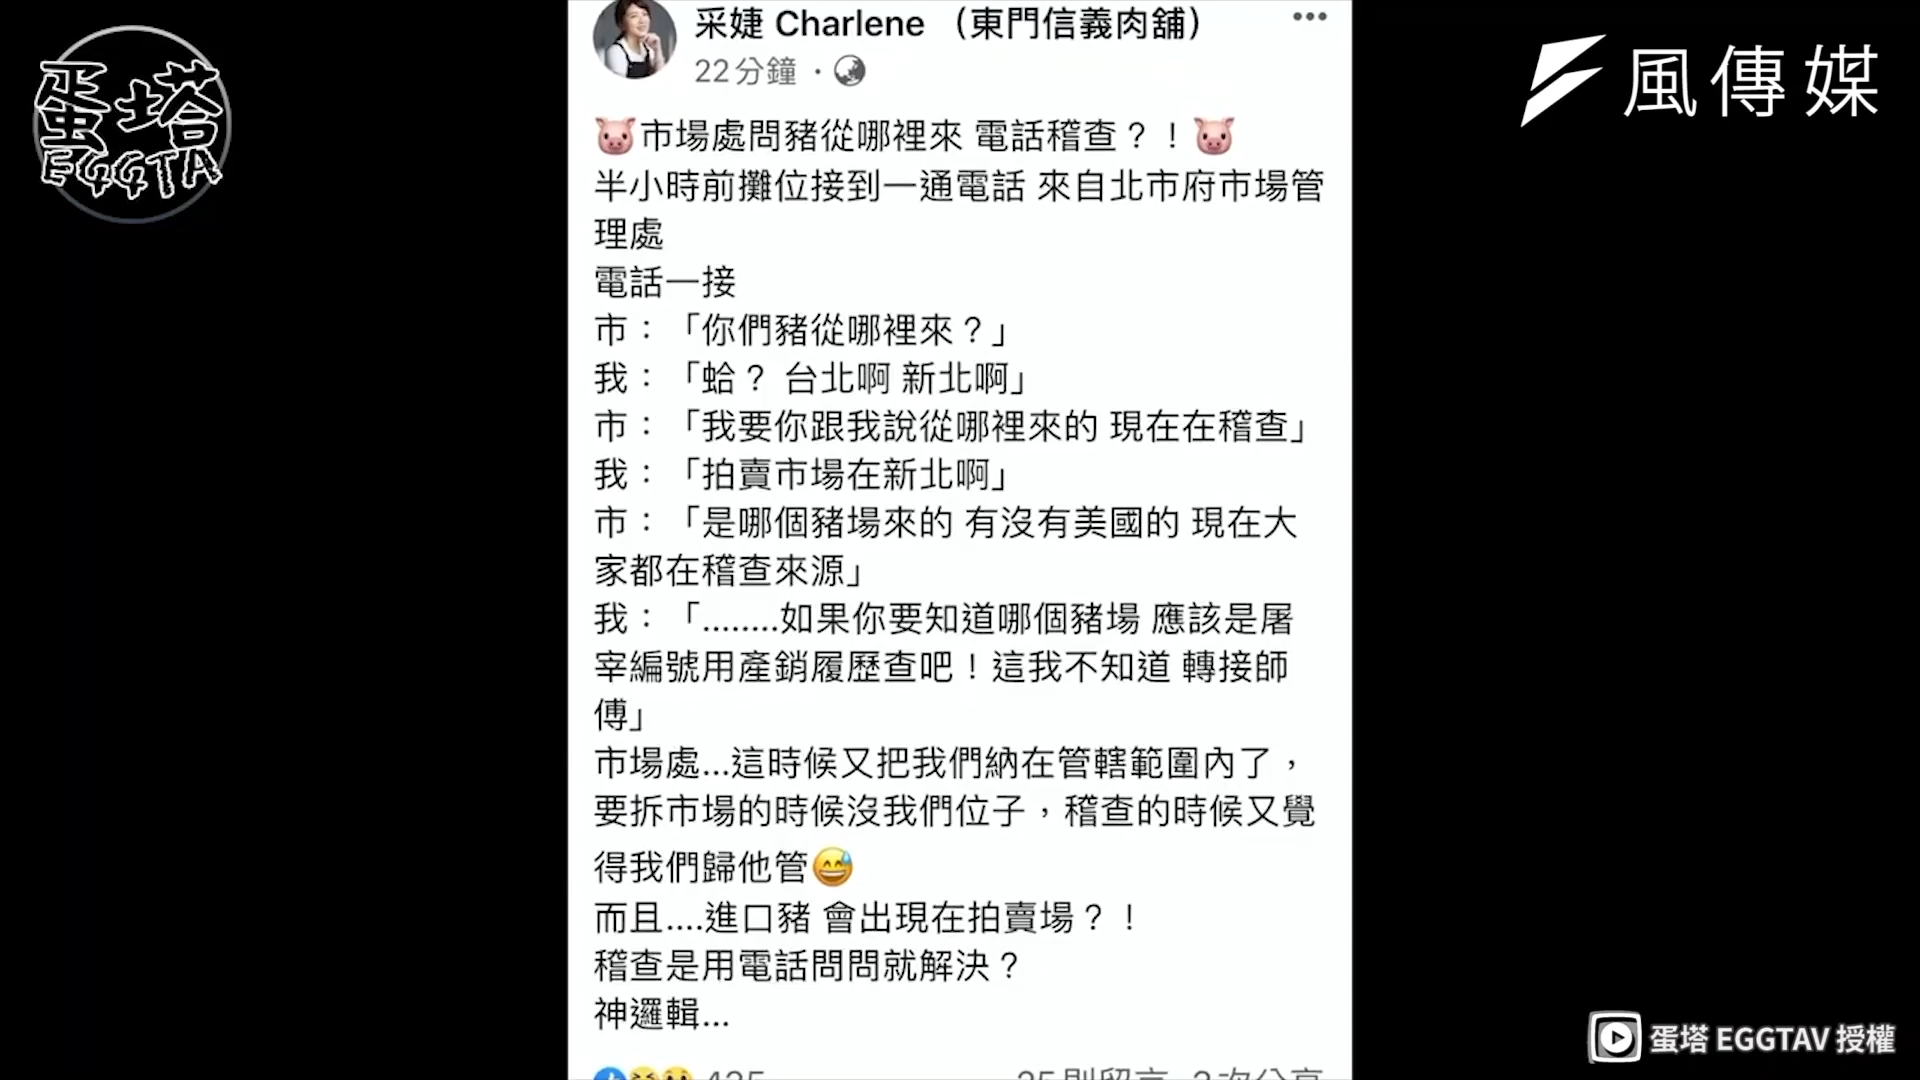 蛋塔
EGGTA
風傳媒
采婕 Charlene （東門信義肉舖）
22分鐘 ·
🐷市場處問豬從哪裡來 電話稽查？！🐷
半小時前攤位接到一通電話 來自北市府市場管
理處
電話一接
市：「你們豬從哪裡來？」
我：「蛤？ 台北啊 新北啊」
市：「我要你跟我說從哪裡來的 現在在稽查」
我：「拍賣市場在新北啊」
市：「是哪個豬場來的 有沒有美國的 現在大
家都在稽查來源」
我：「........如果你要知道哪個豬場 應該是屠
宰編號用產銷履歷查吧！這我不知道 轉接師
傅」
市場處...這時候又把我們納在管轄範圍內了，
要拆市場的時候沒我們位子，稽查的時候又覺
得我們歸他管😅
而且....進口豬 會出現在拍賣場？！
稽查是用電話問問就解決？
神邏輯...
蛋塔 EGGTAV 授權